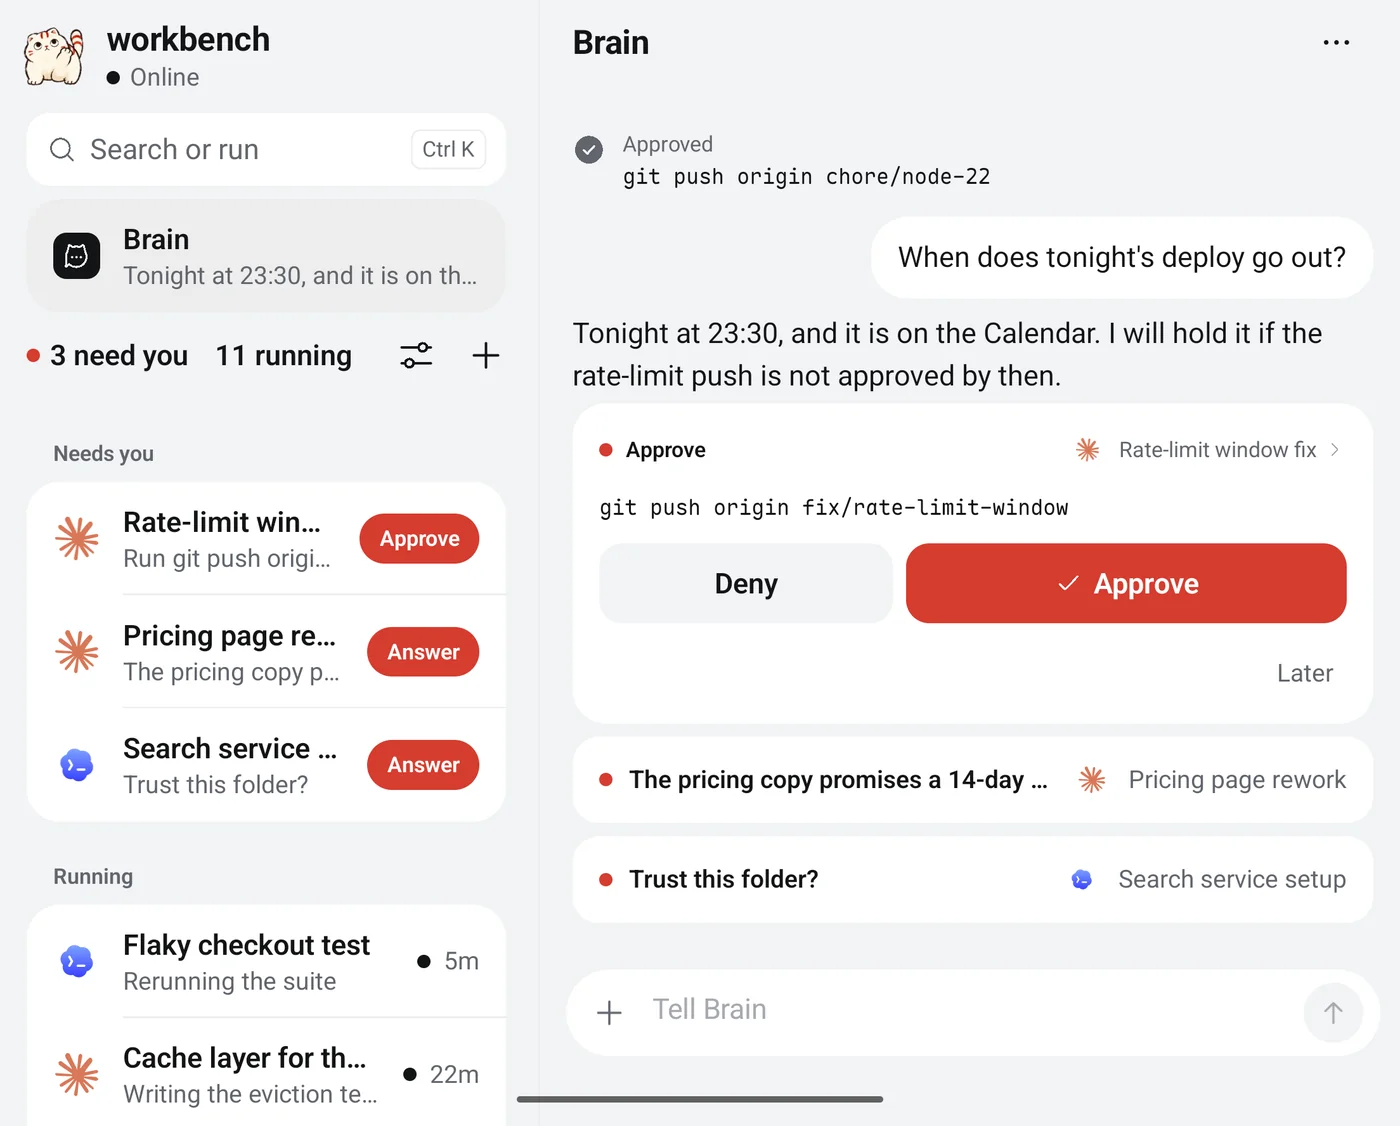 workbench
Online
Search or run
Ctrl K
Brain
Tonight at 23:30, and it is on th...
3 need you
11 running
Needs you
Rate-limit win...
Run git push origi...
Approve
Pricing page re...
The pricing copy p...
Answer
Search service ...
Trust this folder?
Answer
Running
Flaky checkout test
Rerunning the suite
5m
Cache layer for th...
Writing the eviction te...
22m
Brain
Approved
git push origin chore/node-22
When does tonight's deploy go out?
Tonight at 23:30, and it is on the Calendar. I will hold it if the
rate-limit push is not approved by then.
Approve
Rate-limit window fix
git push origin fix/rate-limit-window
Deny
Approve
Later
The pricing copy promises a 14-day ...
Pricing page rework
Trust this folder?
Search service setup
Tell Brain